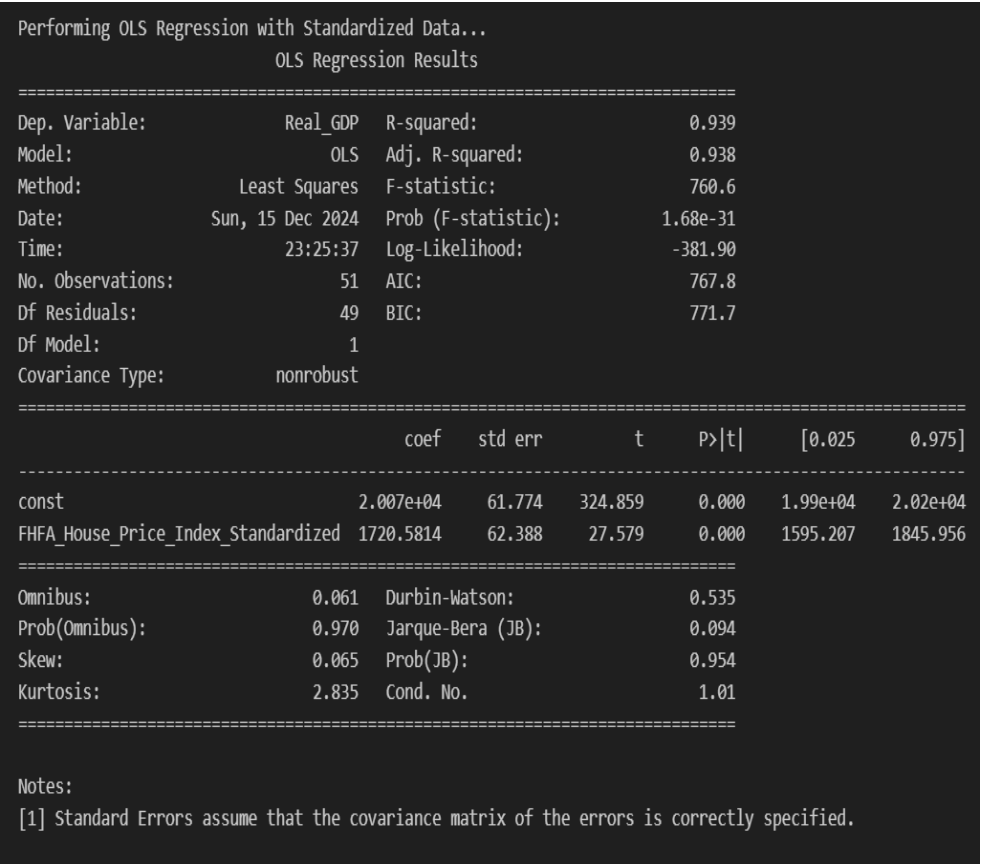 Performing OLS Regression with Standardized Data...
OLS Regression Results
==============================================================================
Dep. Variable: Real_GDP R-squared: 0.939
Model: OLS Adj. R-squared: 0.938
Method: Least Squares F-statistic: 760.6
Date: Sun, 15 Dec 2024 Prob (F-statistic): 1.68e-31
Time: 23:25:37 Log-Likelihood: -381.90
No. Observations: 51 AIC: 767.8
Df Residuals: 49 BIC: 771.7
Df Model: 1
Covariance Type: nonrobust
=======================================================================================================
coef std err t P>|t| [0.025 0.975]
-------------------------------------------------------------------------------------------------------
const 2.007e+04 61.774 324.859 0.000 1.99e+04 2.02e+04
FHFA_House_Price_Index_Standardized 1720.5814 62.388 27.579 0.000 1595.207 1845.956
==============================================================================
Omnibus: 0.061 Durbin-Watson: 0.535
Prob(Omnibus): 0.970 Jarque-Bera (JB): 0.094
Skew: 0.065 Prob(JB): 0.954
Kurtosis: 2.835 Cond. No. 1.01
==============================================================================
Notes:
[1] Standard Errors assume that the covariance matrix of the errors is correctly specified.